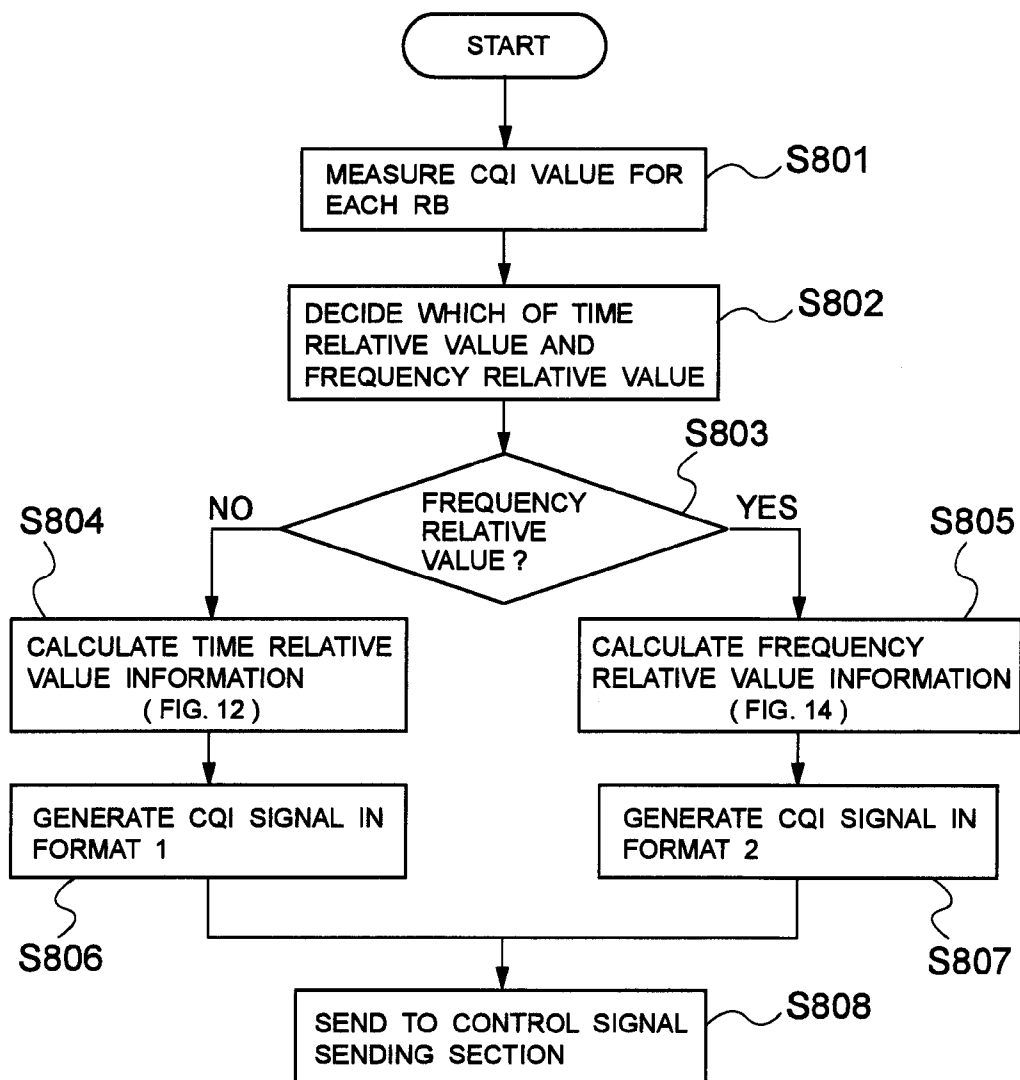 START
MEASURE CQI VALUE FOR
EACH RB
S801
DECIDE WHICH OF TIME
RELATIVE VALUE AND
FREQUENCY RELATIVE VALUE
S802
FREQUENCY
RELATIVE
VALUE ?
S803
NO
YES
S804
S805
CALCULATE TIME RELATIVE
VALUE INFORMATION
( FIG. 12 )
CALCULATE FREQUENCY
RELATIVE VALUE INFORMATION
( FIG. 14 )
GENERATE CQI SIGNAL IN
FORMAT 1
GENERATE CQI SIGNAL IN
FORMAT 2
S806
S807
SEND TO CONTROL SIGNAL
SENDING SECTION
S808